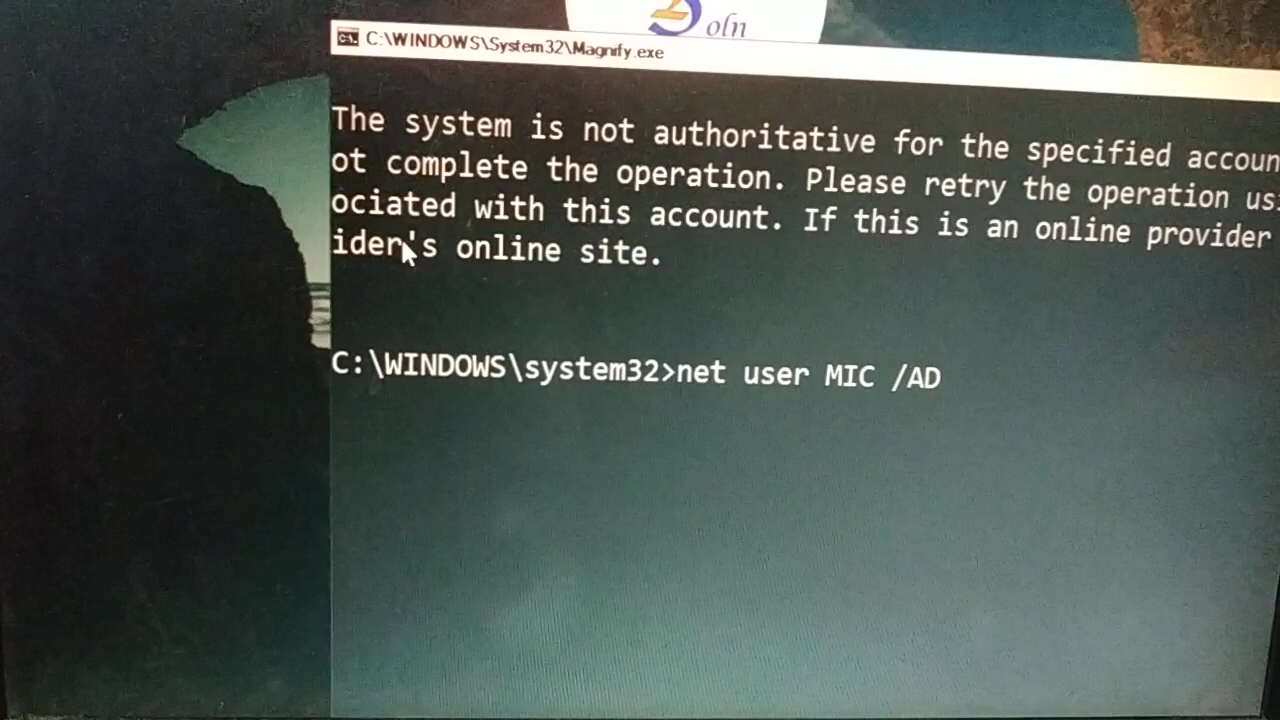 oln
C:\WINDOWS\System32\Magnify.exe
The system is not authoritative for the specified accoun
ot complete the operation. Please retry the operation usi
ociated with this account. If this is an online provider
ider's online site.
C:\WINDOWS\system32>net user MIC /AD